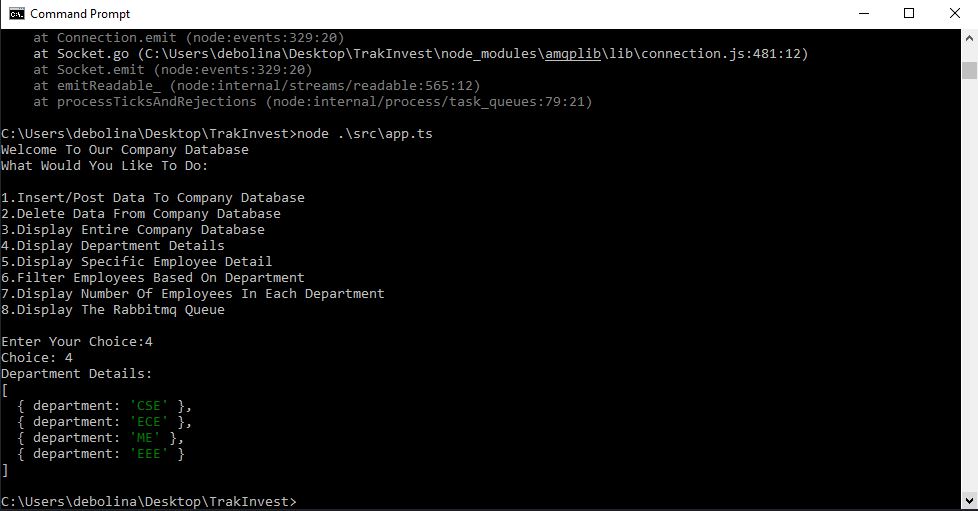 Command Prompt
at Connection.emit (node:events:329:20)
at Socket.go (C:\Users\debolina\Desktop\TrakInvest\node_modules\amqplib\lib\connection.js:481:12)
at Socket.emit (node:events:329:20)
at emitReadable_ (node:internal/streams/readable:565:12)
at processTicksAndRejections (node:internal/process/task_queues:79:21)
C:\Users\debolina\Desktop\TrakInvest>node .\src\app.ts
Welcome To Our Company Database
What Would You Like To Do:
1.Insert/Post Data To Company Database
2.Delete Data From Company Database
3.Display Entire Company Database
4.Display Department Details
5.Display Specific Employee Detail
6.Filter Employees Based On Department
7.Display Number Of Employees In Each Department
8.Display The Rabbitmq Queue
Enter Your Choice:4
Choice: 4
Department Details:
[
{ department: 'CSE' },
{ department: 'ECE' },
{ department: 'ME' },
{ department: 'EEE' }
]
C:\Users\debolina\Desktop\TrakInvest>